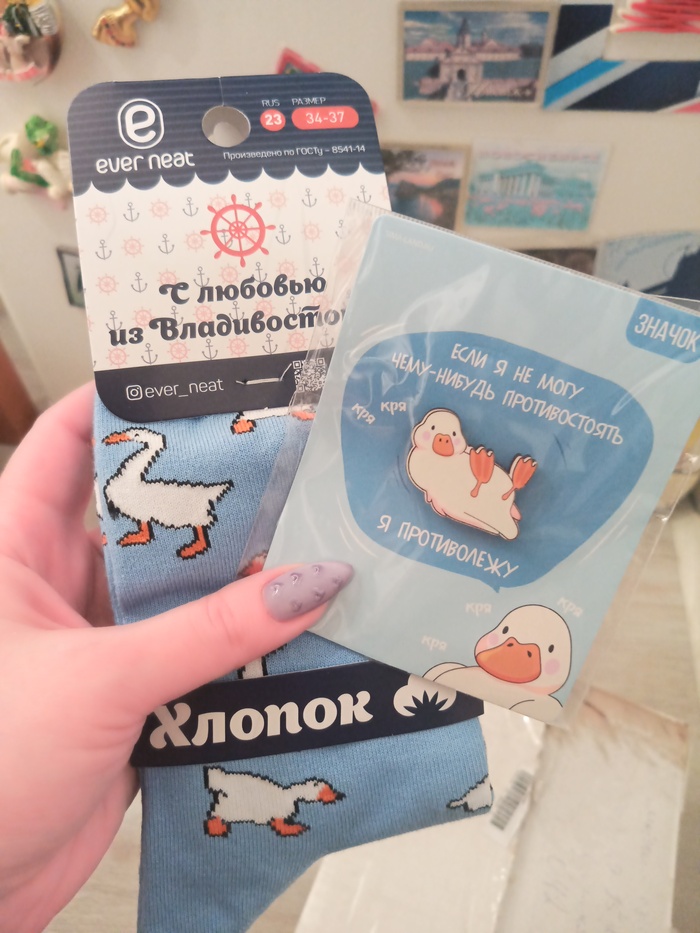 ever neat
RUS РАЗМЕР
23 34-37
Произведено по ГОСТу – 8541-14
С любовью
из Владивосто
@ever_neat
ЗНАЧОК
ЕСЛИ Я НЕ МОГУ
ЧЕМУ-НИБУДЬ ПРОТИВОСТОЯТЬ
кря кря
Я ПРОТИВОЛЕЖУ
кря кря
кря
Хлопок